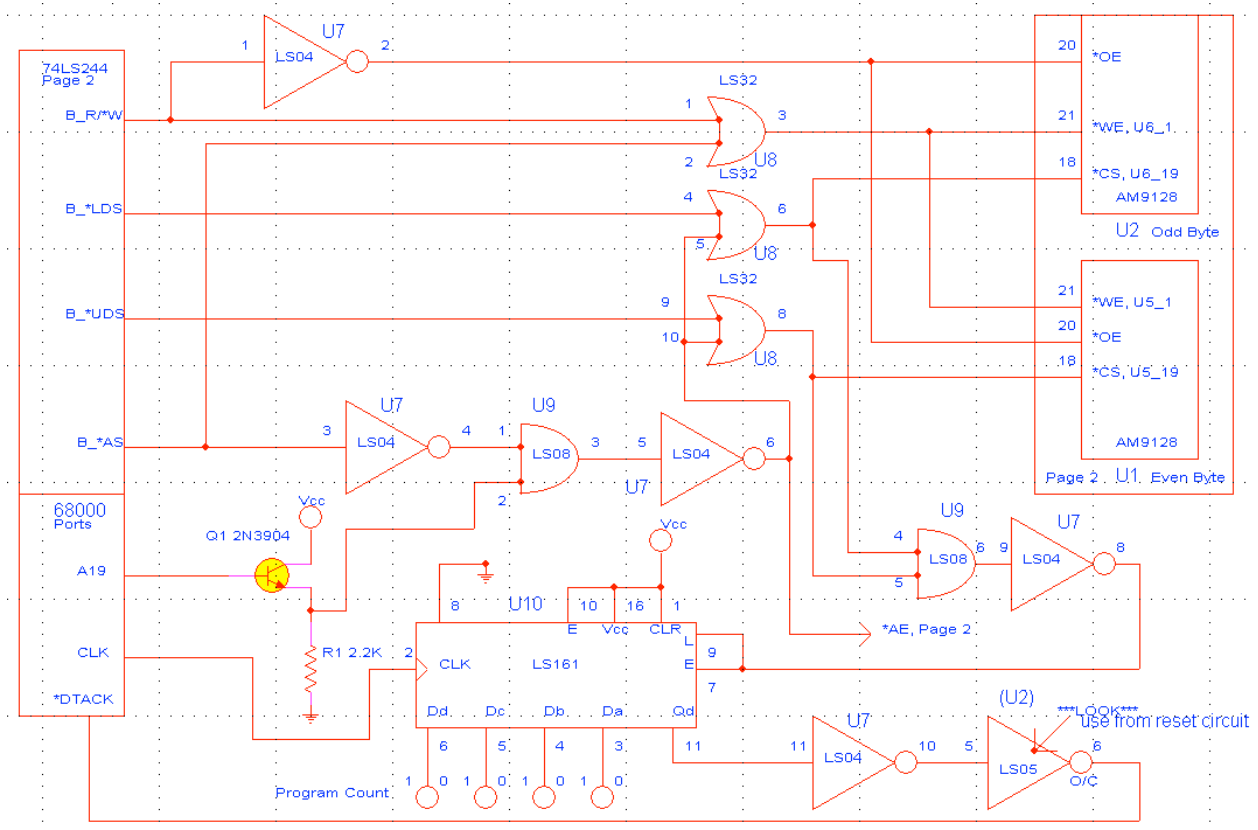 U7
1
LS04
2
20
*OE
74LS244
Page 2
LS32
B_R/*W
1
3
21
*WE, U6_1
2
U8
18
*CS, U6_19
LS32
AM9128
B_*LDS
4
6
5
U8
U2 Odd Byte
LS32
B_*UDS
9
8
10
U8
21
*WE, U5_1
20
*OE
18
*CS, U5_19
U7
U9
B_*AS
3
LS04
4
1
LS08
3
5
LS04
6
AM9128
2
U7
Page 2 U1 Even Byte
68000
Ports
Vcc
Q1 2N3904
Vcc
U9
U7
4
LS08
6
9
LS04
8
5
A19
8
U10
10
16
1
E
Vcc
CLR
L
*AE, Page 2
CLK
R1 2.2K
2
CLK
LS161
9
E
7
*DTACK
Dd
Dc
Db
Da
Qd
(U2)
***LOOK***
use from reset circuit
6
5
4
3
11
U7
11
LS04
10
5
LS05
6
O/C
Program Count
1 0
1 0
1 0
1 0